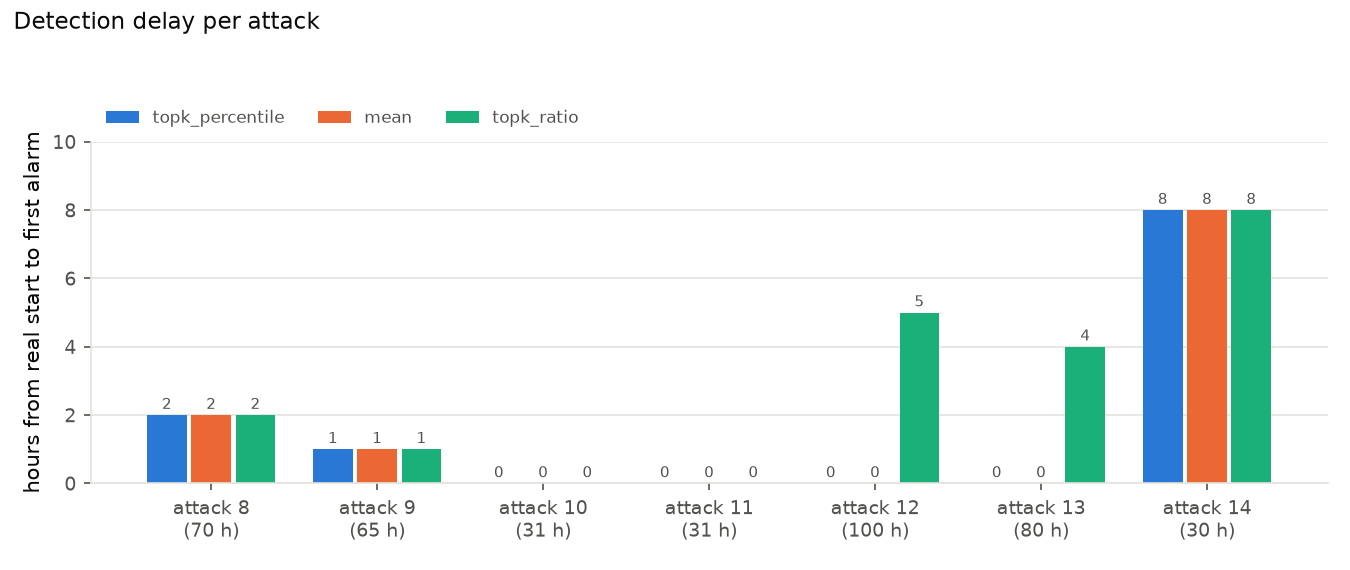 Detection delay per attack
topk_percentile mean topk_ratio
hours from real start to first alarm
10
8
6
4
2
0
2 2 2
1 1 1
0 0 0
0 0 0
0 0 5
0 0 4
8 8 8
attack 8
(70 h)
attack 9
(65 h)
attack 10
(31 h)
attack 11
(31 h)
attack 12
(100 h)
attack 13
(80 h)
attack 14
(30 h)